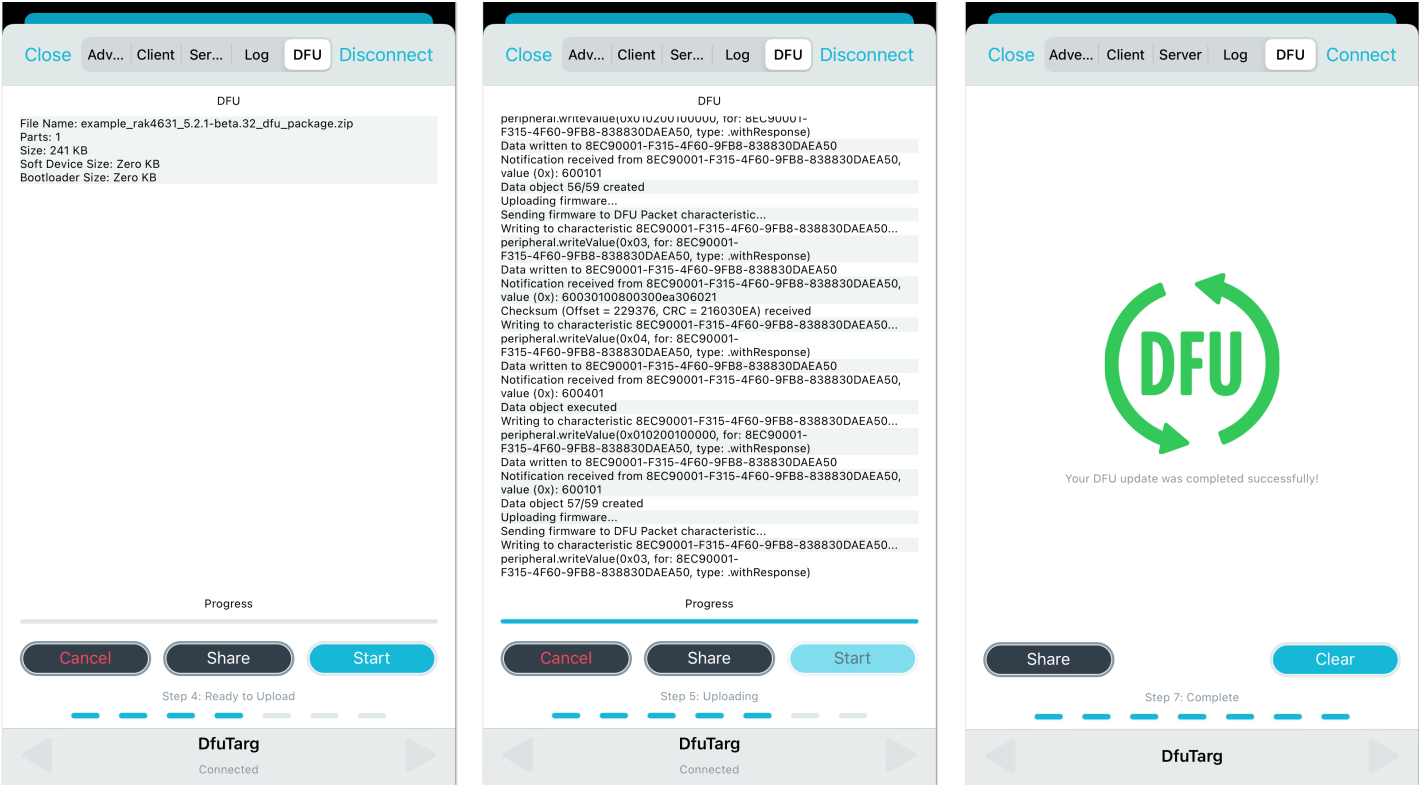 Close Adv... Client Ser... Log DFU Disconnect
DFU
File Name: example_rak4631_5.2.1-beta.32_dfu_package.zip
Parts: 1
Size: 241 KB
Soft Device Size: Zero KB
Bootloader Size: Zero KB
Progress
Cancel Share Start
Step 4: Ready to Upload
DfuTarg
Connected
Close Adv... Client Ser... Log DFU Disconnect
DFU
peripheral.writeValue(0x010200100000, for: 8EC90001-
F315-4F60-9FB8-838830DAEA50, type: .withResponse)
Data written to 8EC90001-F315-4F60-9FB8-838830DAEA50
Notification received from 8EC90001-F315-4F60-9FB8-838830DAEA50,
value (0x): 600101
Data object 56/59 created
Uploading firmware...
Sending firmware to DFU Packet characteristic...
Writing to characteristic 8EC90001-F315-4F60-9FB8-838830DAEA50...
peripheral.writeValue(0x03, for: 8EC90001-
F315-4F60-9FB8-838830DAEA50, type: .withResponse)
Data written to 8EC90001-F315-4F60-9FB8-838830DAEA50
Notification received from 8EC90001-F315-4F60-9FB8-838830DAEA50,
value (0x): 60030100800300ea306021
Checksum (Offset = 229376, CRC = 216030EA) received
Writing to characteristic 8EC90001-F315-4F60-9FB8-838830DAEA50...
peripheral.writeValue(0x04, for: 8EC90001-
F315-4F60-9FB8-838830DAEA50, type: .withResponse)
Data written to 8EC90001-F315-4F60-9FB8-838830DAEA50
Notification received from 8EC90001-F315-4F60-9FB8-838830DAEA50,
value (0x): 600401
Data object executed
Writing to characteristic 8EC90001-F315-4F60-9FB8-838830DAEA50...
peripheral.writeValue(0x010200100000, for: 8EC90001-
F315-4F60-9FB8-838830DAEA50, type: .withResponse)
Data written to 8EC90001-F315-4F60-9FB8-838830DAEA50
Notification received from 8EC90001-F315-4F60-9FB8-838830DAEA50,
value (0x): 600101
Data object 57/59 created
Uploading firmware...
Sending firmware to DFU Packet characteristic...
Writing to characteristic 8EC90001-F315-4F60-9FB8-838830DAEA50...
peripheral.writeValue(0x03, for: 8EC90001-
F315-4F60-9FB8-838830DAEA50, type: .withResponse)
Progress
Cancel Share Start
Step 5: Uploading
DfuTarg
Connected
Close Adve... Client Server Log DFU Connect
DFU
Your DFU update was completed successfully!
Share Clear
Step 7: Complete
DfuTarg